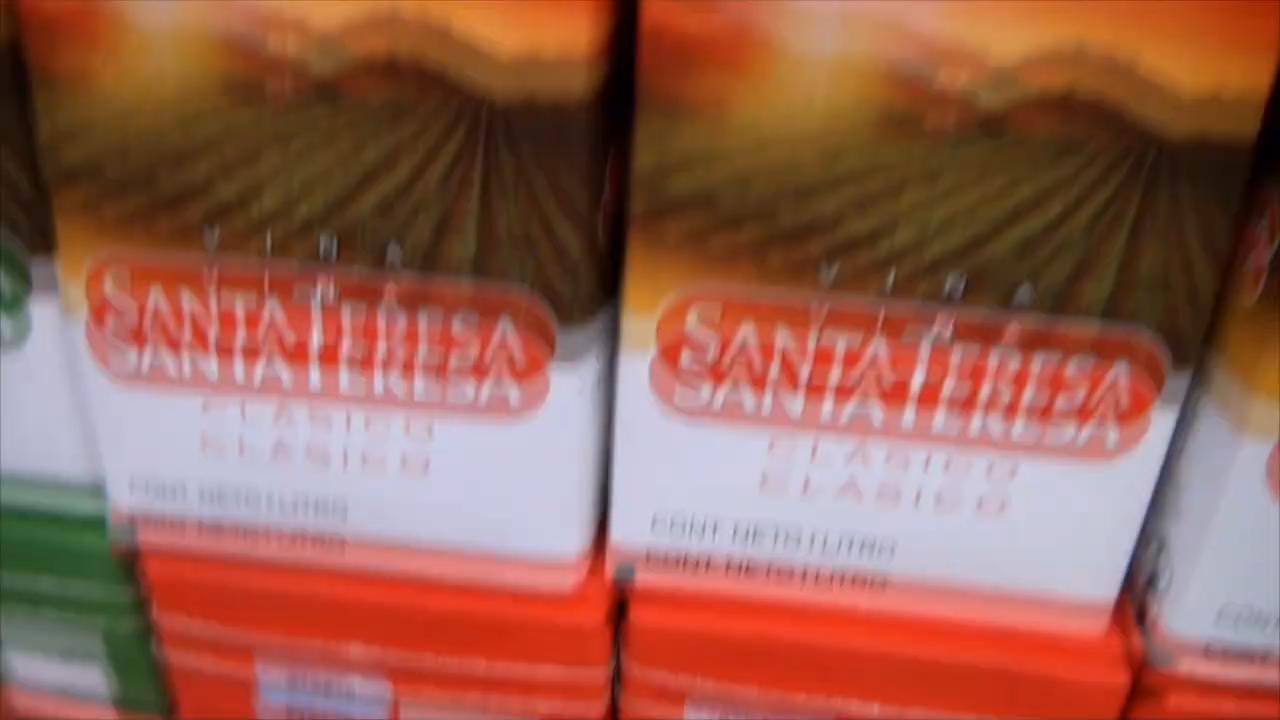 VIÑA
SANTA TERESA
CLASICO
CONT NETO 1 LITRO
VIÑA
SANTA TERESA
CLASICO
CONT NETO 1 LITRO